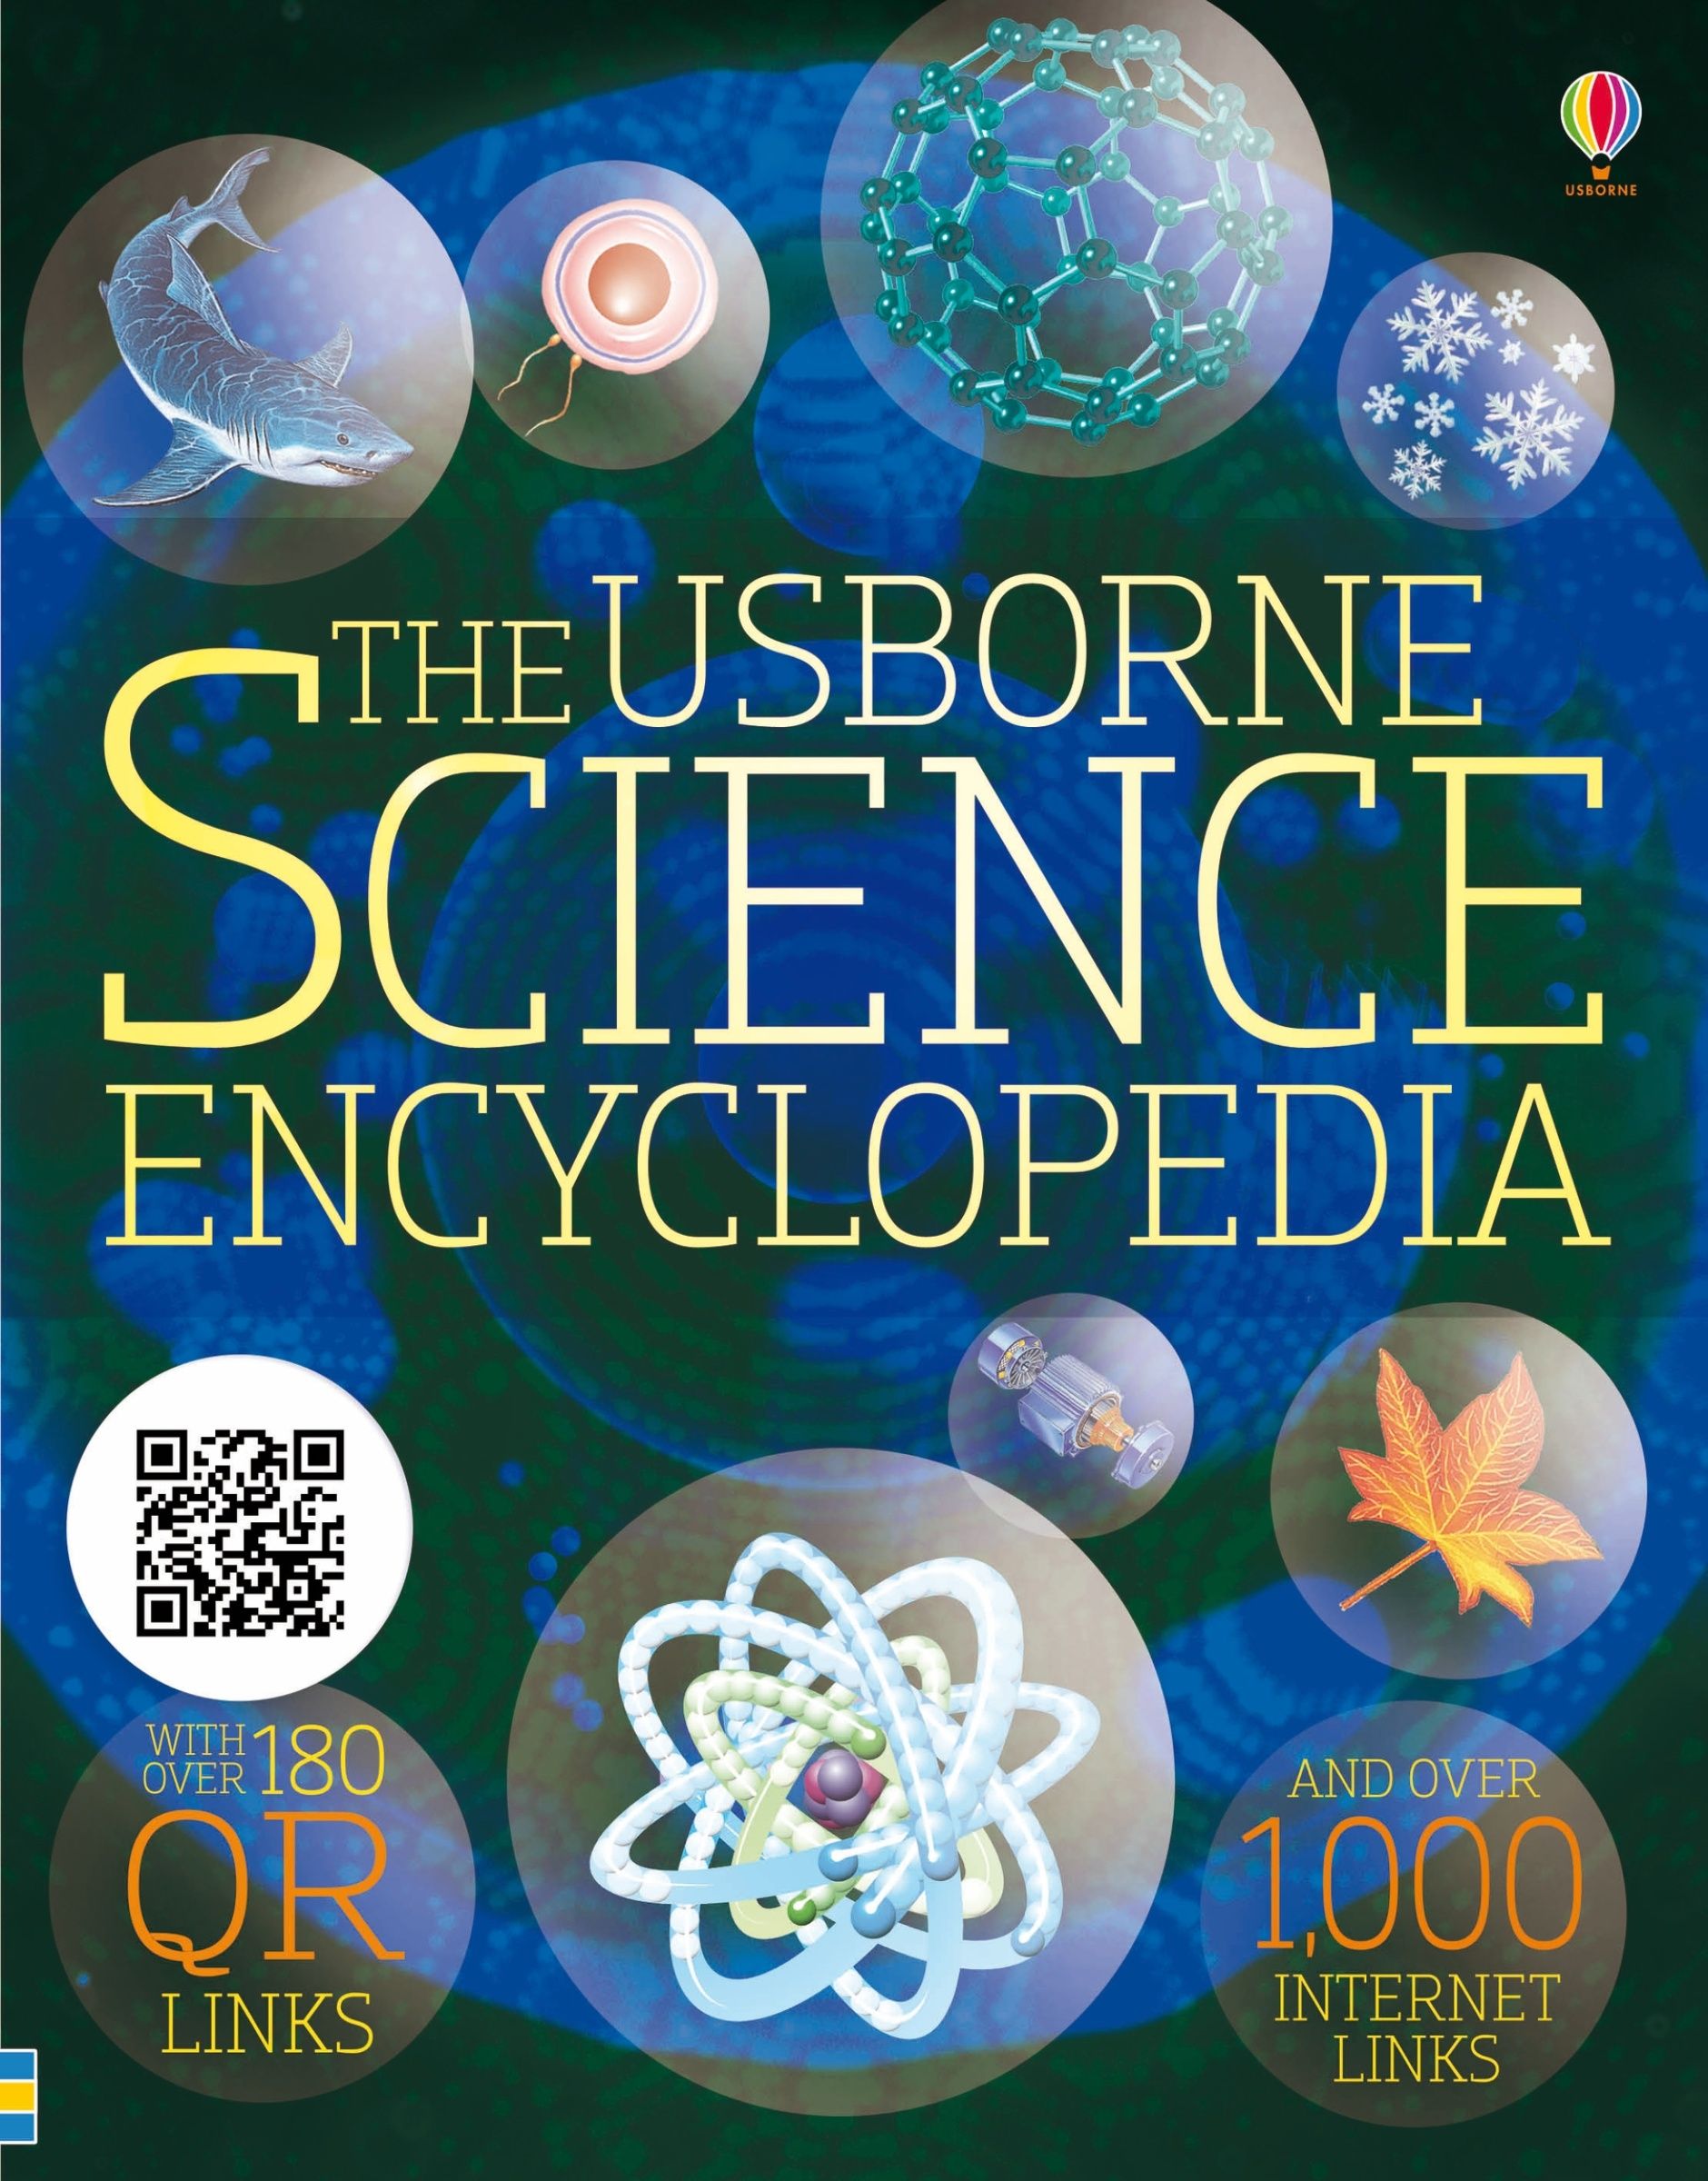 USBORNE
THE USBORNE
SCIENCE
ENCYCLOPEDIA
WITH
OVER 180
QR
LINKS
AND OVER
1,000
INTERNET
LINKS